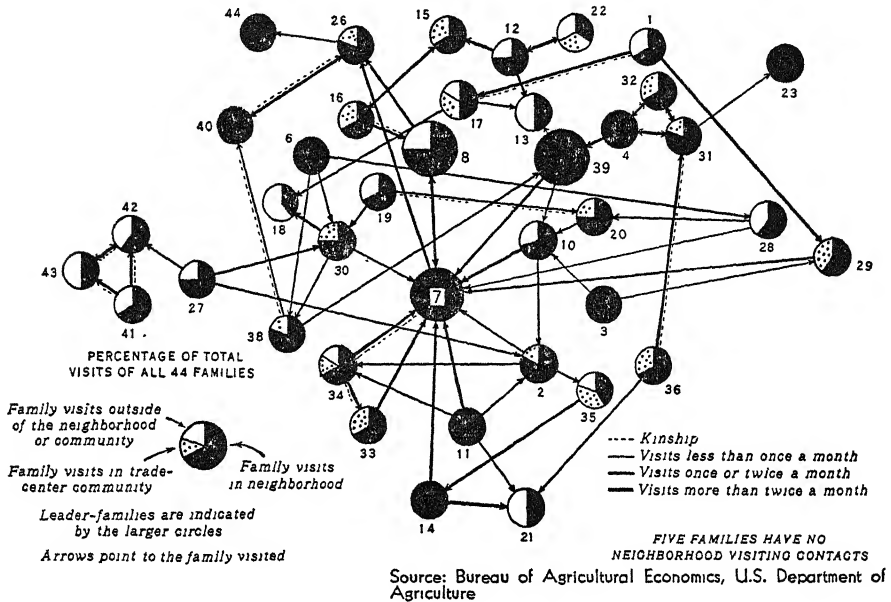 44
26
15
12
22
1
32
23
16
17
13
4
31
40
6
8
39
42
18
19
20
28
43
30
10
29
27
7
3
41
38
PERCENTAGE OF TOTAL
VISITS OF ALL 44 FAMILIES
34
2
36
35
Family visits outside
of the neighborhood
or community
33
11
Kinship
Visits less than once a month
Visits once or twice a month
Visits more than twice a month
Family visits in trade-
center community
Family visits
in neighborhood
14
21
Leader-families are indicated
by the larger circles
Arrows point to the family visited
FIVE FAMILIES HAVE NO
NEIGHBORHOOD VISITING CONTACTS
Source: Bureau of Agricultural Economics, U.S. Department of
Agriculture